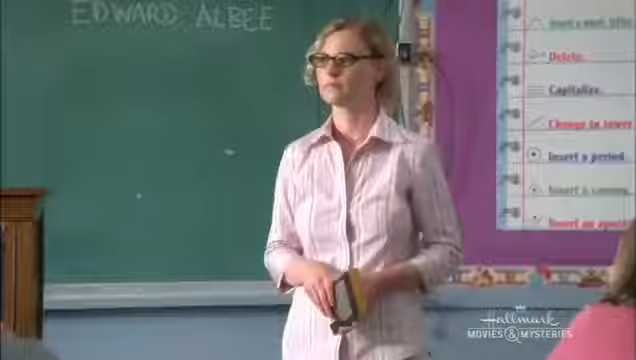 EDWARD ALBEE
Delete.
Capitalize.
Change to lower
Insert a period.
Insert a comma.
Hallmark
MOVIES & MYSTERIES